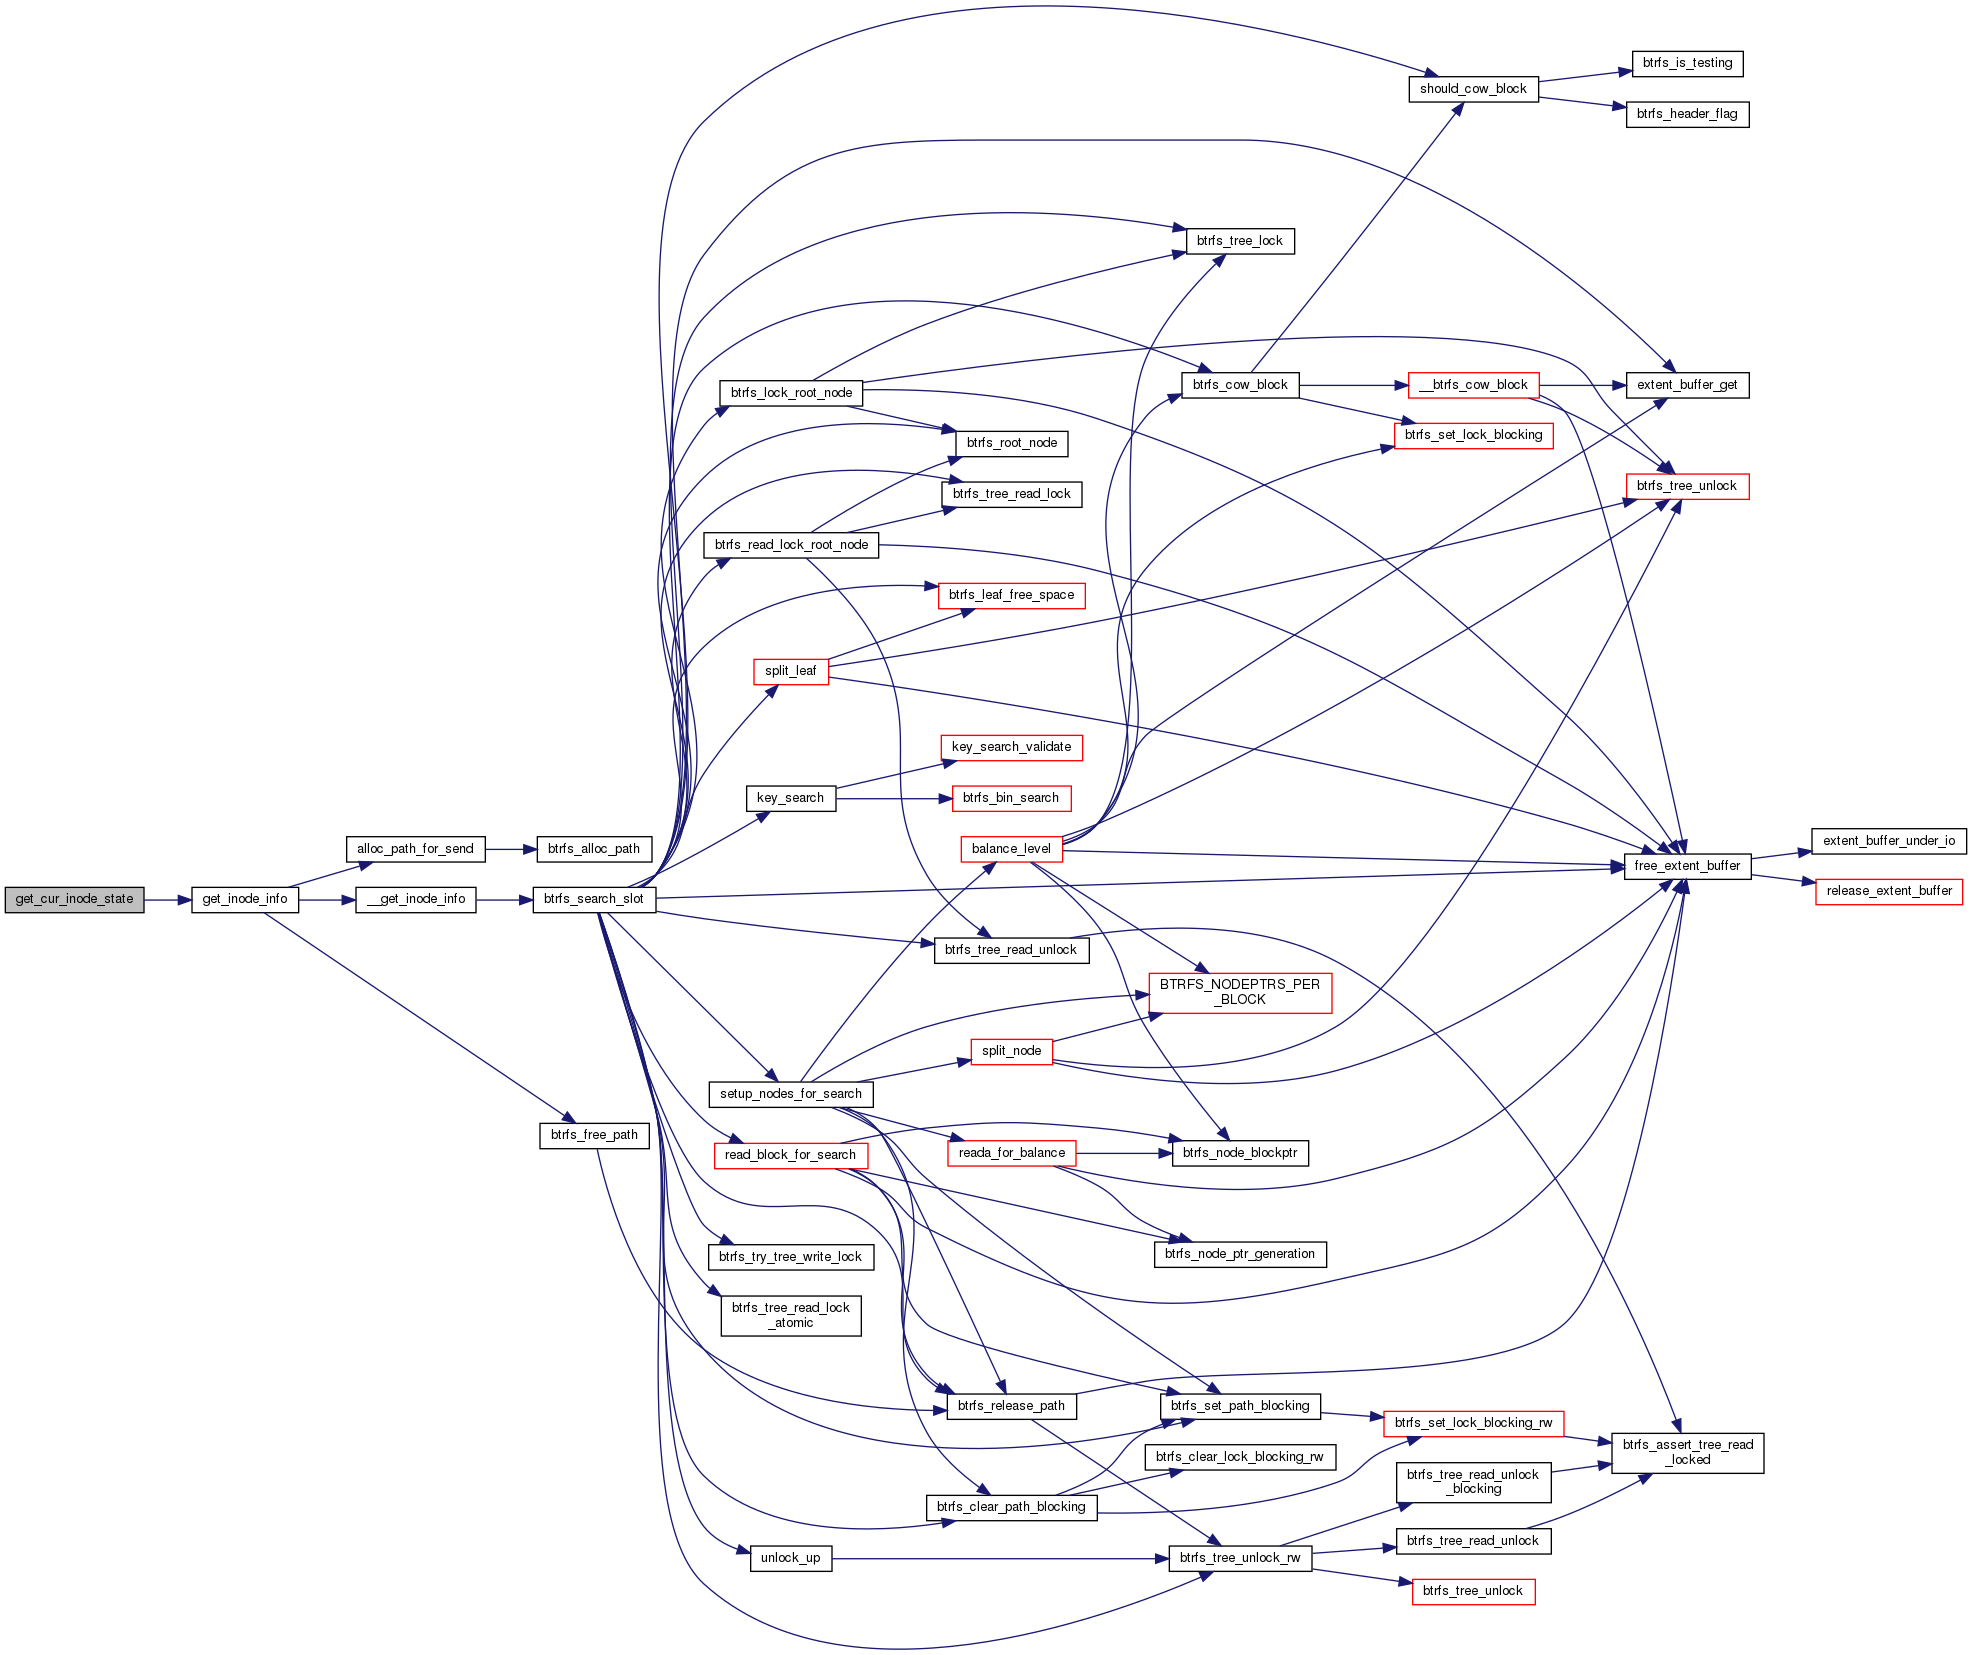 btrfs_is_testing
should_cow_block
btrfs_header_flag
btrfs_tree_lock
btrfs_lock_root_node
btrfs_cow_block
__btrfs_cow_block
extent_buffer_get
btrfs_root_node
btrfs_set_lock_blocking
btrfs_tree_read_lock
btrfs_tree_unlock
btrfs_read_lock_root_node
btrfs_leaf_free_space
split_leaf
key_search_validate
key_search
btrfs_bin_search
alloc_path_for_send
btrfs_alloc_path
balance_level
extent_buffer_under_io
free_extent_buffer
get_cur_inode_state
get_inode_info
__get_inode_info
btrfs_search_slot
release_extent_buffer
btrfs_tree_read_unlock
BTRFS_NODEPTRS_PER
_BLOCK
split_node
setup_nodes_for_search
btrfs_free_path
read_block_for_search
reada_for_balance
btrfs_node_blockptr
btrfs_try_tree_write_lock
btrfs_node_ptr_generation
btrfs_tree_read_lock
_atomic
btrfs_release_path
btrfs_set_path_blocking
btrfs_set_lock_blocking_rw
btrfs_assert_tree_read
_locked
btrfs_clear_lock_blocking_rw
btrfs_tree_read_unlock
_blocking
btrfs_clear_path_blocking
btrfs_tree_read_unlock
unlock_up
btrfs_tree_unlock_rw
btrfs_tree_unlock